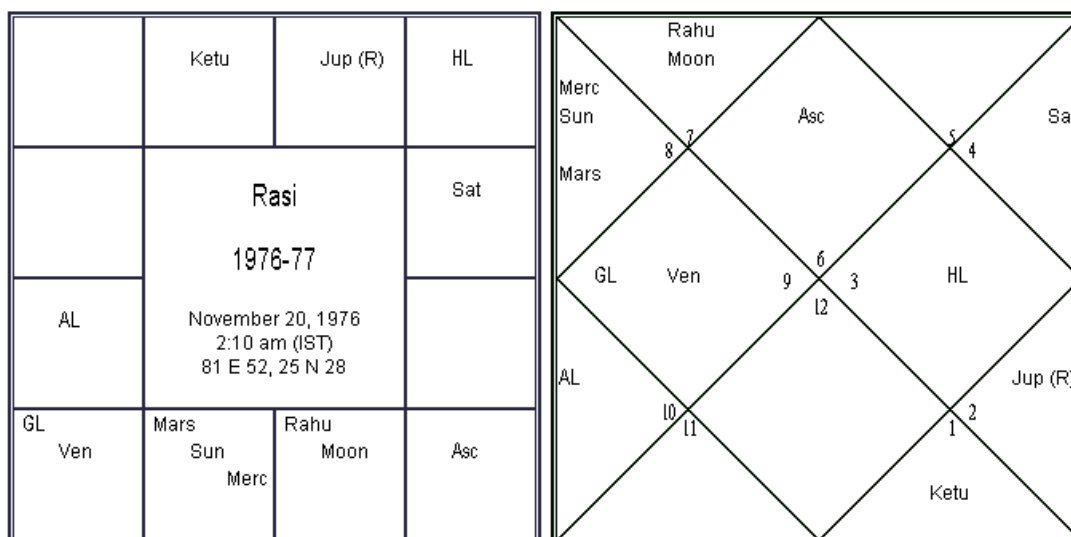 Ketu
Jup (R)
HL
Sat
Rasi
1976-77
November 20, 1976
2:10 am (IST)
81 E 52, 25 N 28
AL
GL
Ven
Mars
Sun
Merc
Rahu
Moon
Asc
Rahu
Moon
Merc
Sun
Mars
Asc
Sa
7
8
5
4
GL
Ven
6
9
3
12
HL
AL
Jup (R)
10
11
2
1
Ketu